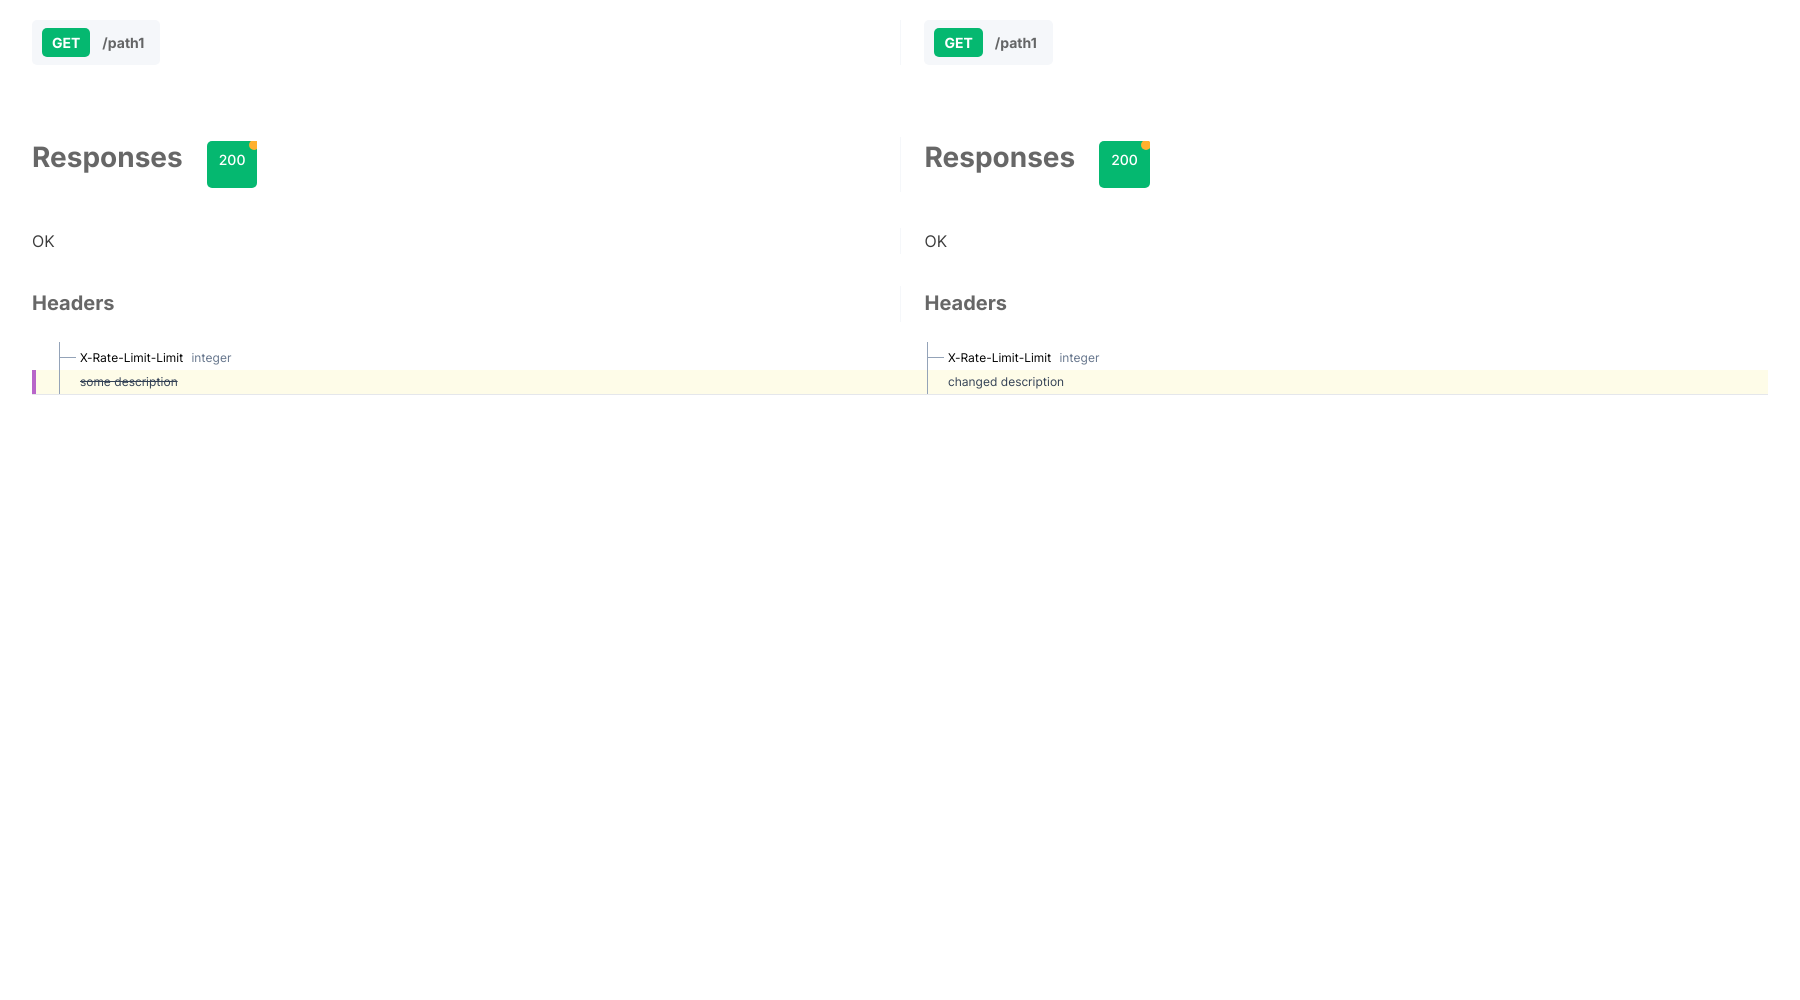 GET /path1
Responses 200
OK
Headers
X-Rate-Limit-Limit integer
some description
GET /path1
Responses 200
OK
Headers
X-Rate-Limit-Limit integer
changed description